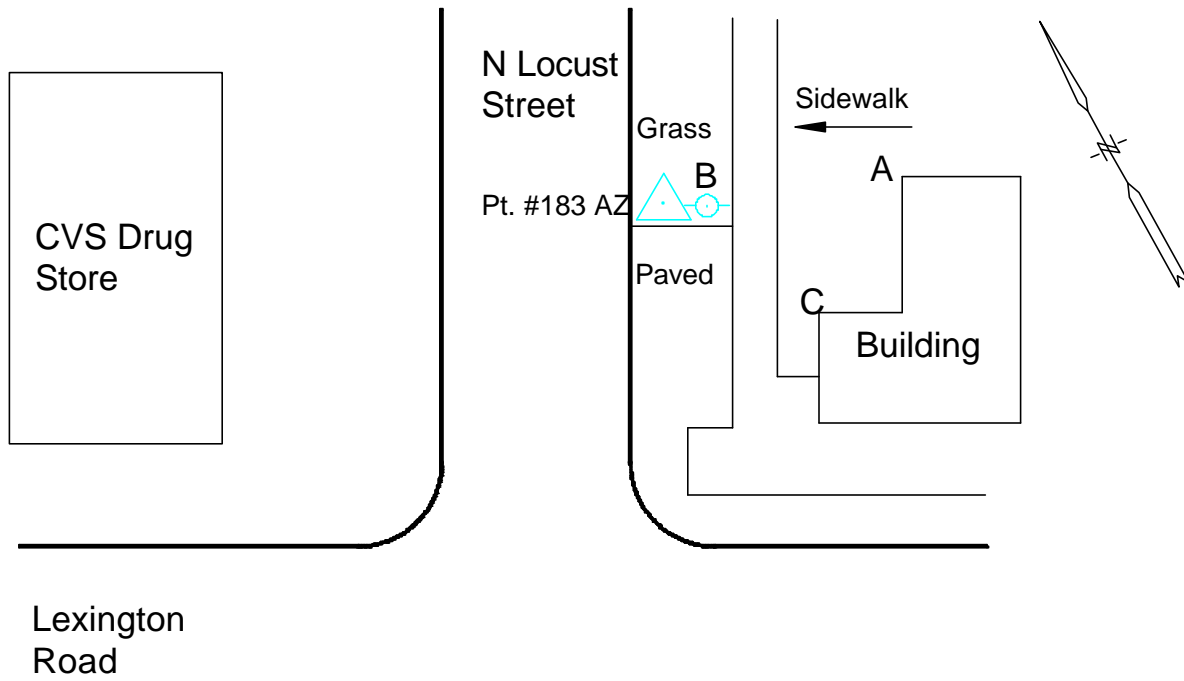 N Locust
Street
Sidewalk
Grass
A
B
Pt. #183 AZ
CVS Drug
Store
Paved
C
Building
Lexington
Road